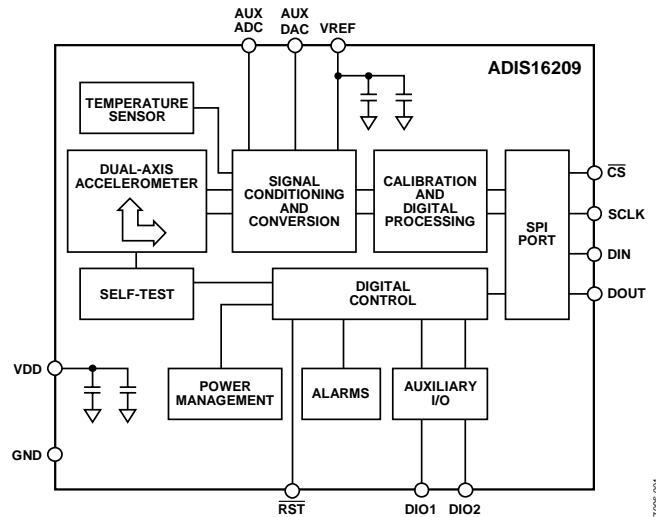 AUX
ADC
AUX
DAC
VREF
ADIS16209
TEMPERATURE
SENSOR
DUAL-AXIS
ACCELEROMETER
SIGNAL
CONDITIONING
AND
CONVERSION
CALIBRATION
AND
DIGITAL
PROCESSING
SPI
PORT
CS
SCLK
DIN
DOUT
SELF-TEST
DIGITAL
CONTROL
VDD
POWER
MANAGEMENT
ALARMS
AUXILIARY
I/O
GND
RST
DIO1
DIO2